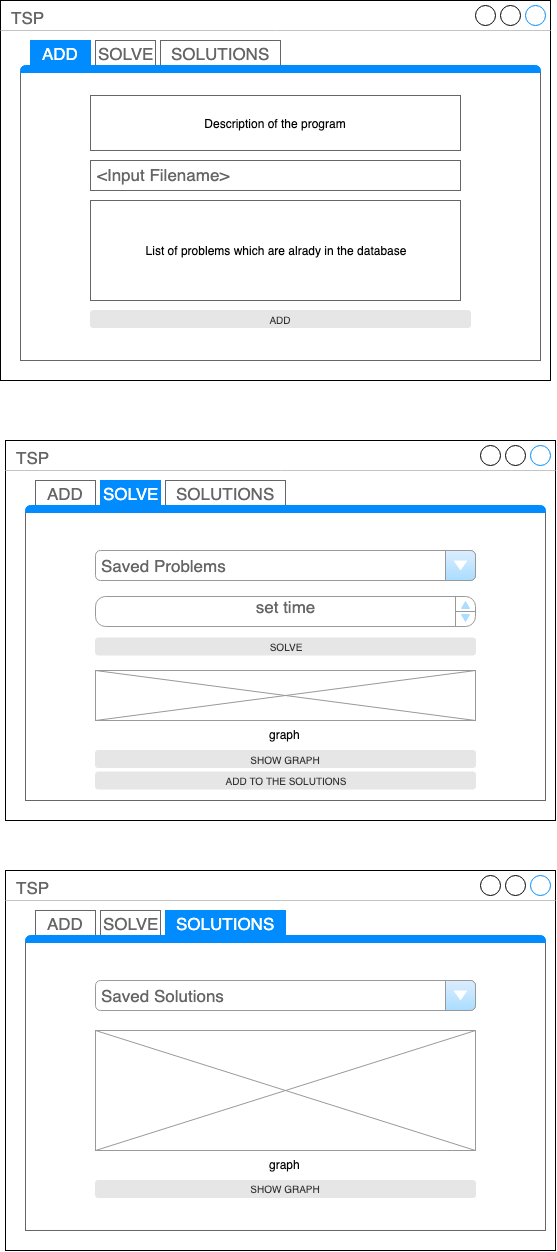 TSP
ADD SOLVE SOLUTIONS
Description of the program
<Input Filename>
List of problems which are alrady in the database
ADD
TSP
ADD SOLVE SOLUTIONS
Saved Problems
set time
SOLVE
graph
SHOW GRAPH
ADD TO THE SOLUTIONS
TSP
ADD SOLVE SOLUTIONS
Saved Solutions
graph
SHOW GRAPH